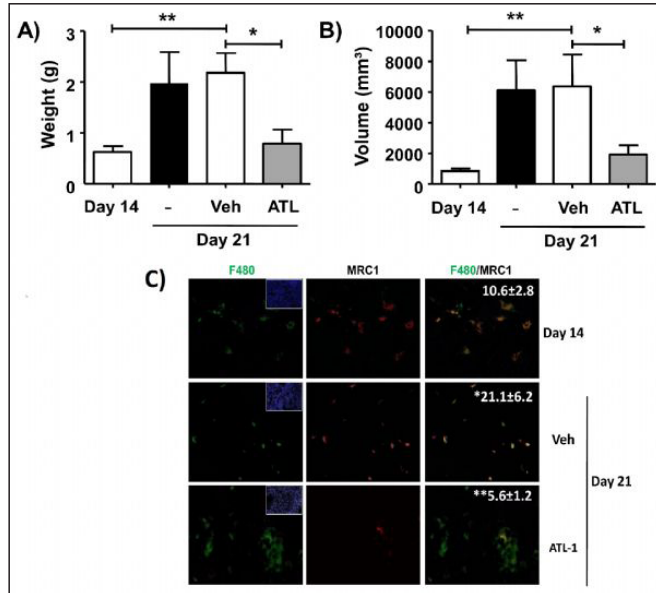 A)
**
*
Weight (g)
3
2
1
0
Day 14
-
Veh
ATL
Day 21
B)
**
*
Volume (mm³)
10000
8000
6000
4000
2000
0
Day 14
-
Veh
ATL
Day 21
C)
F480
MRC1
F480/MRC1
10.6±2.8
Day 14
*21.1±6.2
Veh
Day 21
**5.6±1.2
ATL-1